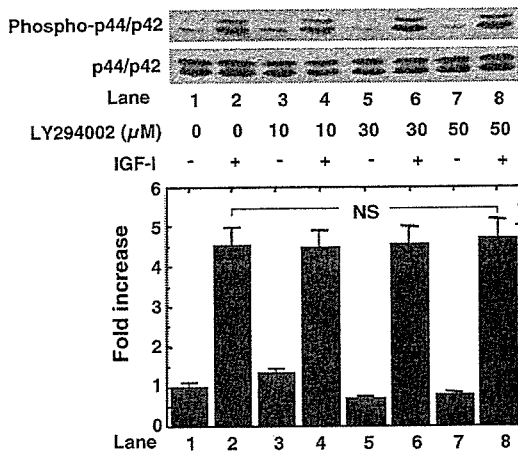 Phospho-p44/p42
p44/p42
Lane 1 2 3 4 5 6 7 8
LY294002 (μM) 0 0 10 10 30 30 50 50
IGF-I - + - + - + - +
6
5
4
3
2
1
0
Fold increase
NS
Lane 1 2 3 4 5 6 7 8